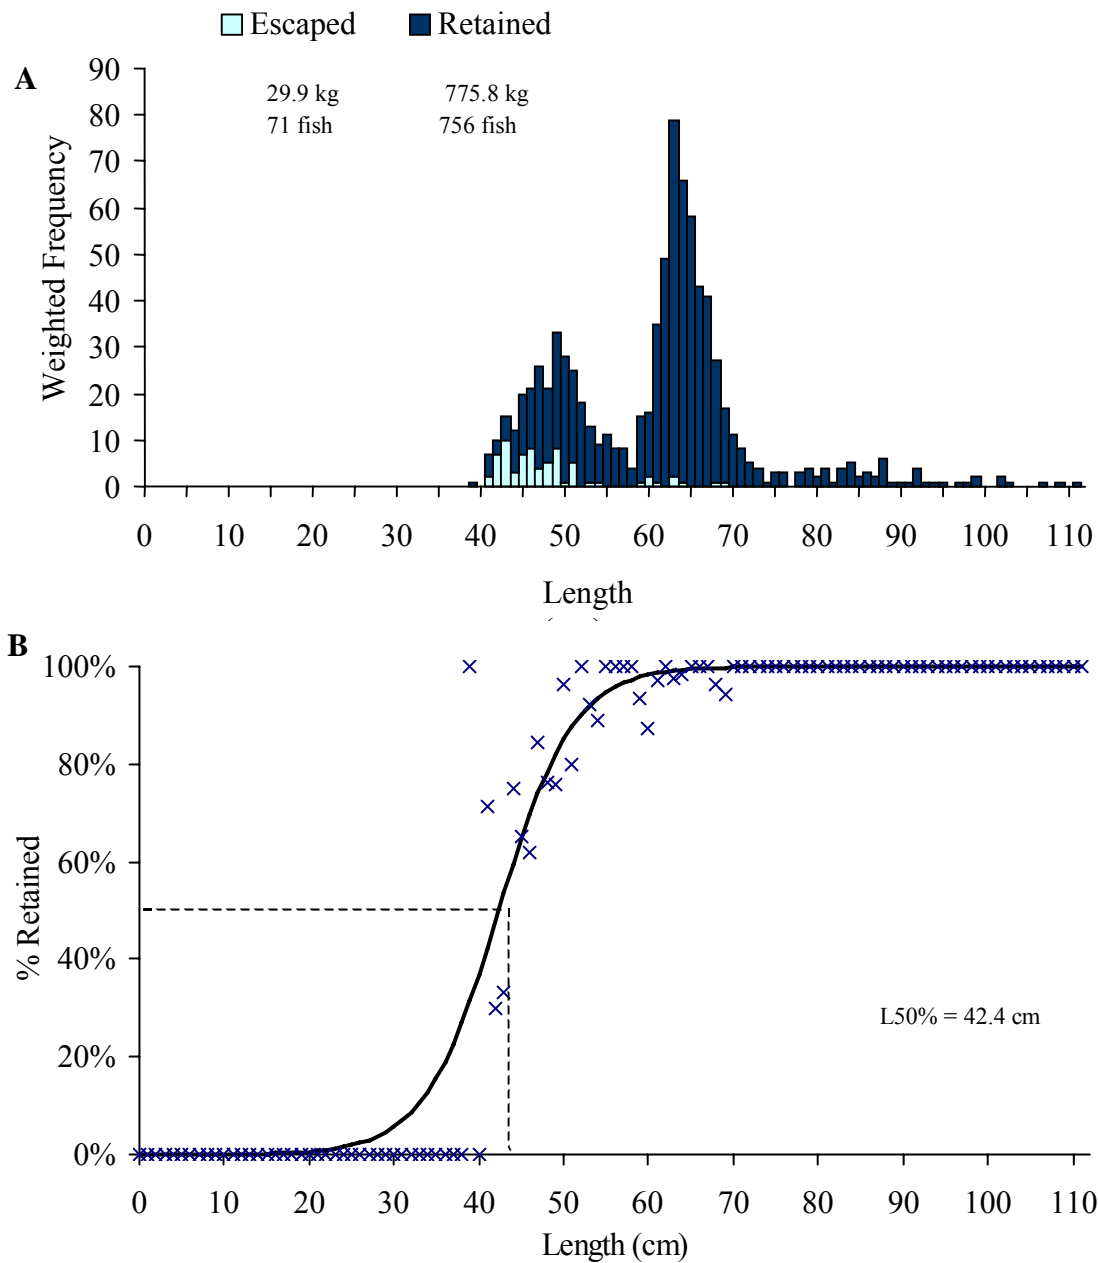 Escaped Retained
A
90
29.9 kg 775.8 kg
80
71 fish 756 fish
70
60
50
40
30
20
10
0
Weighted Frequency
0 10 20 30 40 50 60 70 80 90 100 110
Length
B
100%
80%
60%
40%
20%
0%
% Retained
L50% = 42.4 cm
0 10 20 30 40 50 60 70 80 90 100 110
Length (cm)